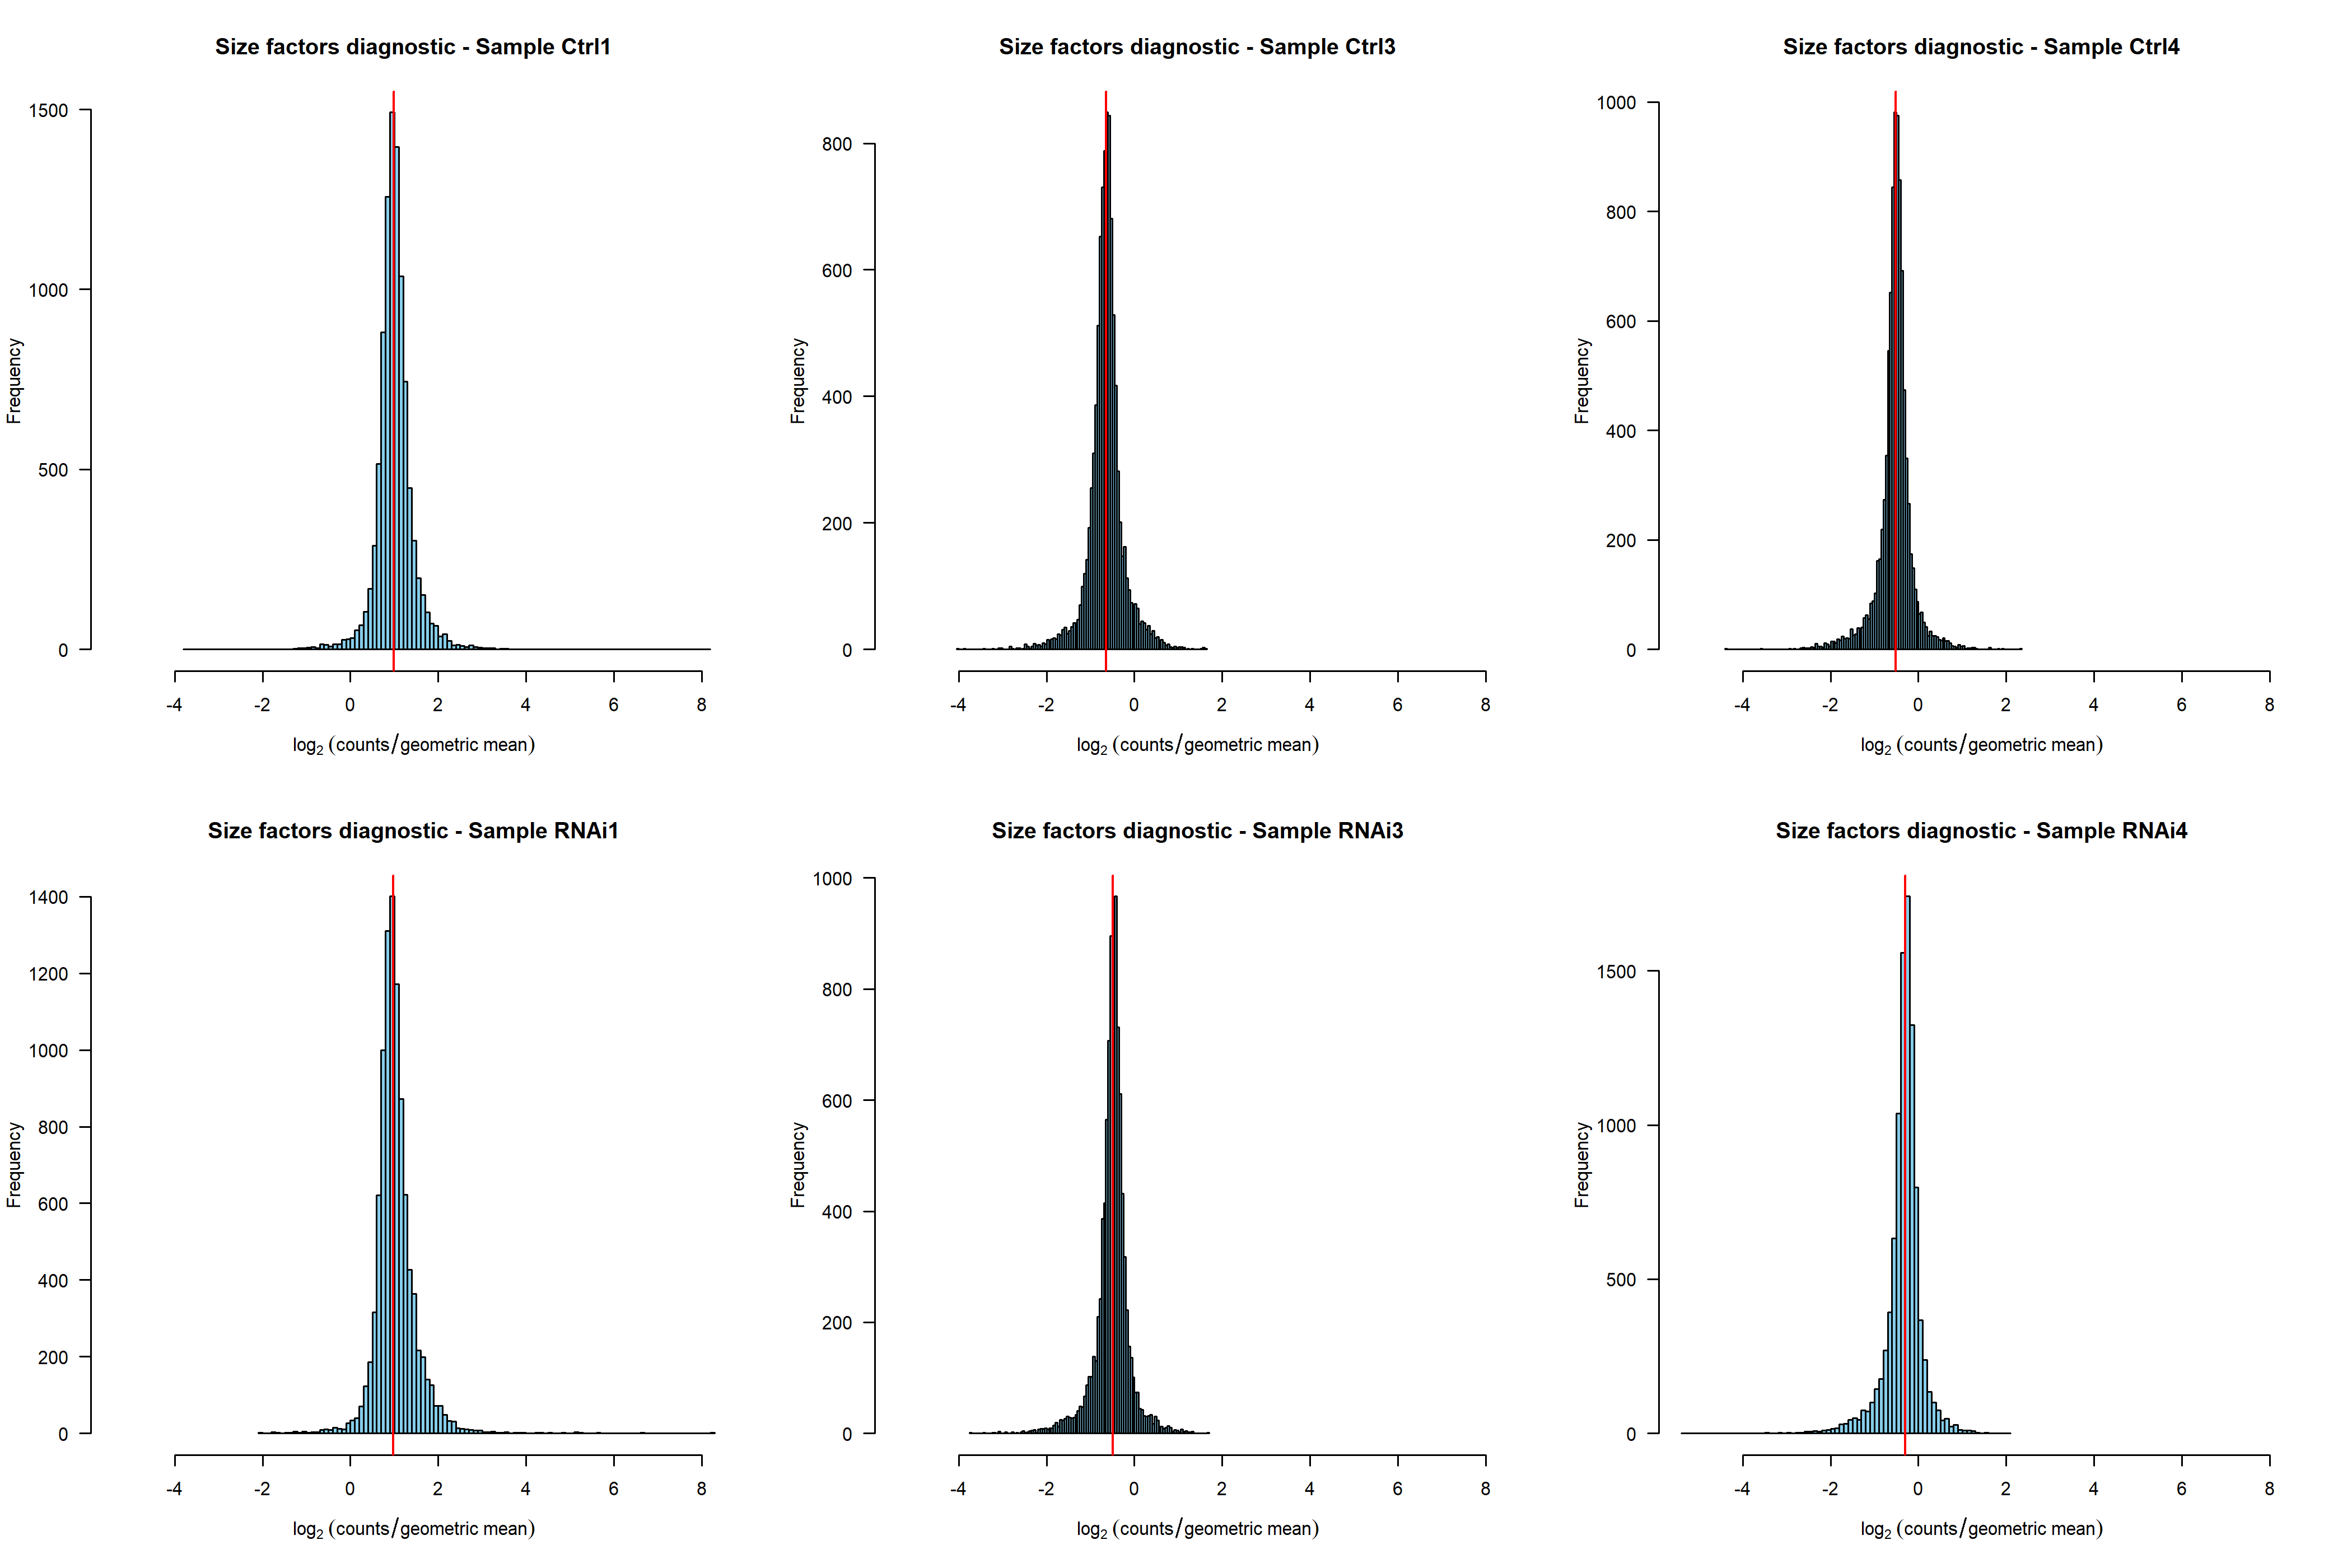 Size factors diagnostic - Sample Ctrl1
Frequency
1500
1000
500
0
-4 -2 0 2 4 6 8
log₂ (counts/geometric mean)
Size factors diagnostic - Sample Ctrl3
Frequency
800
600
400
200
0
-4 -2 0 2 4 6 8
log₂ (counts/geometric mean)
Size factors diagnostic - Sample Ctrl4
Frequency
1000
800
600
400
200
0
-4 -2 0 2 4 6 8
log₂ (counts/geometric mean)
Size factors diagnostic - Sample RNAi1
Frequency
1400
1200
1000
800
600
400
200
0
-4 -2 0 2 4 6 8
log₂ (counts/geometric mean)
Size factors diagnostic - Sample RNAi3
Frequency
1000
800
600
400
200
0
-4 -2 0 2 4 6 8
log₂ (counts/geometric mean)
Size factors diagnostic - Sample RNAi4
Frequency
1500
1000
500
0
-4 -2 0 2 4 6 8
log₂ (counts/geometric mean)